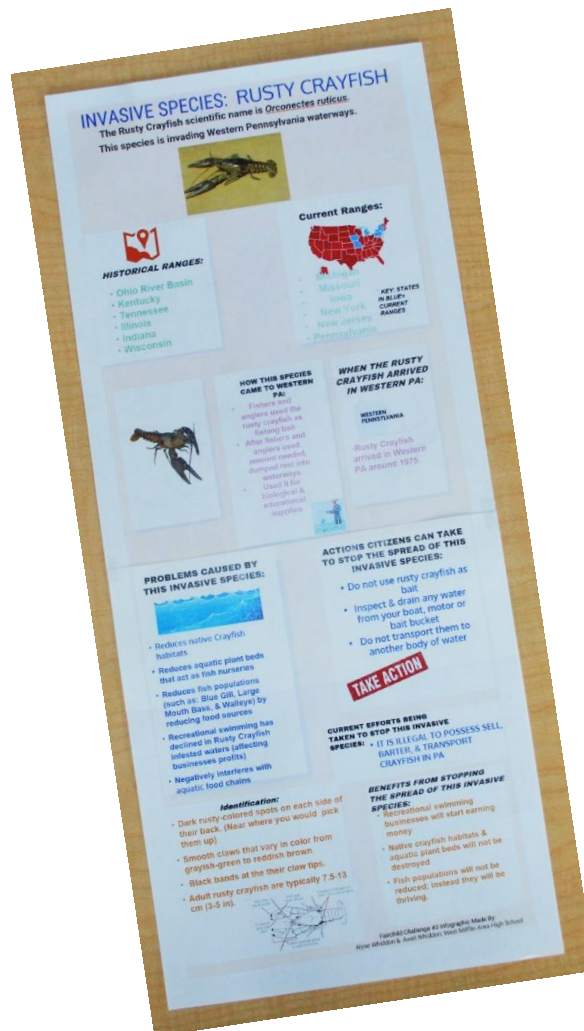 INVASIVE SPECIES: RUSTY CRAYFISH
The Rusty Crayfish scientific name is Orconectes ruticus.
This species is invading Western Pennsylvania waterways.
HISTORICAL RANGES:
• Ohio River Basin
• Kentucky
• Tennessee
• Illinois
• Indiana
• Wisconsin
Current Ranges:
• Michigan
• Missouri
• Iowa
• New York
• New Jersey
• Pennsylvania
KEY: STATES
IN BLUE=
CURRENT
RANGES
HOW THIS SPECIES
CAME TO WESTERN
PA:
• Fishers and
anglers used the
rusty crayfish as
fishing bait
• After fishers and
anglers used
amount needed,
dumped rest into
waterways
• Used it for
biological &
educational
supplies
WHEN THE RUSTY
CRAYFISH ARRIVED
IN WESTERN PA:
WESTERN
PENNSYLVANIA
-Rusty Crayfish
arrived in Western
PA around 1975
PROBLEMS CAUSED BY
THIS INVASIVE SPECIES:
• Reduces native Crayfish
habitats
• Reduces aquatic plant beds
that act as fish nurseries
• Reduces fish populations
(such as: Blue Gill, Large
Mouth Bass, & Walleye) by
reducing food sources
• Recreational swimming has
declined in Rusty Crayfish
infested waters (affecting
businesses profits)
• Negatively interferes with
aquatic food chains
ACTIONS CITIZENS CAN TAKE
TO STOP THE SPREAD OF THIS
INVASIVE SPECIES:
• Do not use rusty crayfish as
bait
• Inspect & drain any water
from your boat, motor or
bait bucket
• Do not transport them to
another body of water
TAKE ACTION
CURRENT EFFORTS BEING
TAKEN TO STOP THIS INVASIVE
SPECIES:
• IT IS ILLEGAL TO POSSESS SELL,
BARTER, & TRANSPORT
CRAYFISH IN PA
Identification:
• Dark rusty-colored spots on each side of
their back. (Near where you would pick
them up)
• Smooth claws that vary in color from
grayish-green to reddish brown.
• Black bands at the their claw tips.
• Adult rusty crayfish are typically 7.5-13
cm (3-5 in).
BENEFITS FROM STOPPING
THE SPREAD OF THIS INVASIVE
SPECIES:
• Recreational swimming
businesses will start earning
money
• Native crayfish habitats &
aquatic plant beds will not be
destroyed
• Fish populations will not be
reduced; instead they will be
thriving.
Fairchild Challenge #3 Infographic Made By
Alyse Whiddon & Averi Whiddon, West Mifflin Area High School